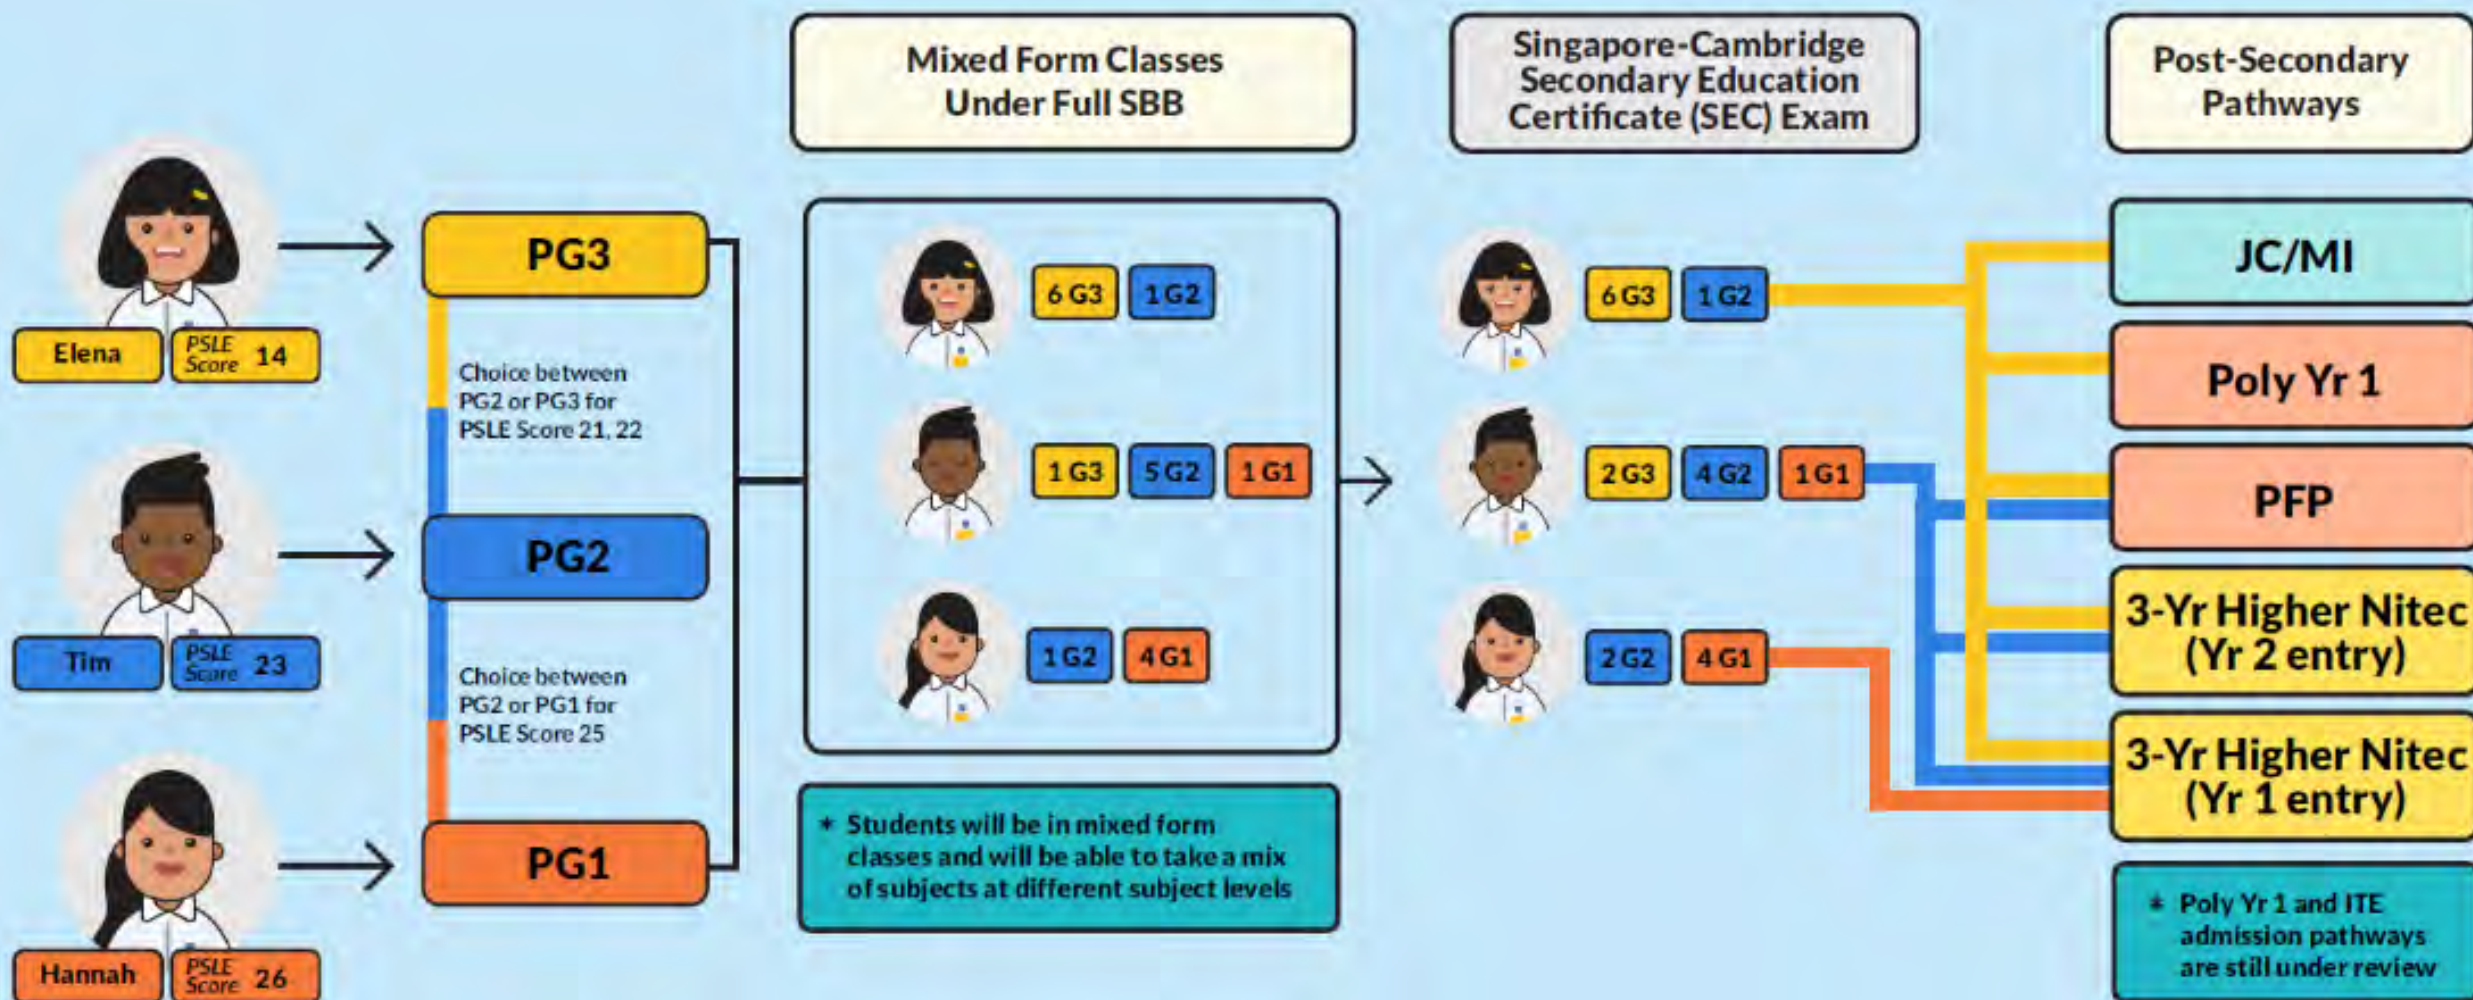 Mixed Form Classes
Under Full SBB
Singapore-Cambridge
Secondary Education
Certificate (SEC) Exam
Post-Secondary
Pathways
Elena
PSLE
Score 14
PG3
Choice between
PG2 or PG3 for
PSLE Score 21, 22
Tim
PSLE
Score 23
PG2
Choice between
PG2 or PG1 for
PSLE Score 25
Hannah
PSLE
Score 26
PG1
6 G3 1 G2
1 G3 5 G2 1 G1
1 G2 4 G1
* Students will be in mixed form
classes and will be able to take a mix
of subjects at different subject levels
6 G3 1 G2
2 G3 4 G2 1 G1
2 G2 4 G1
JC/MI
Poly Yr 1
PFP
3-Yr Higher Nitec
(Yr 2 entry)
3-Yr Higher Nitec
(Yr 1 entry)
* Poly Yr 1 and ITE
admission pathways
are still under review